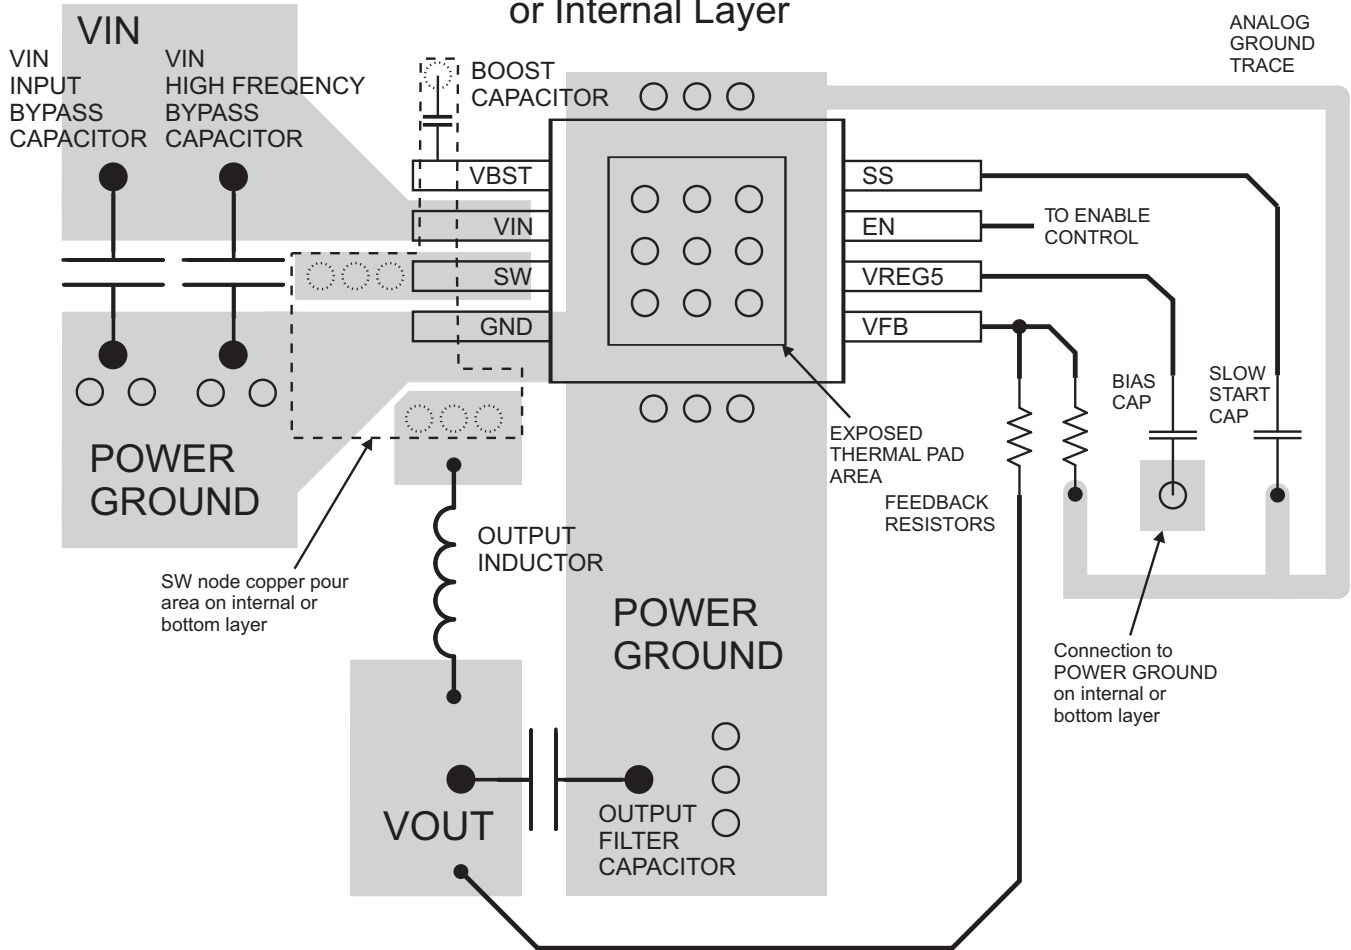 or Internal Layer
VIN
VIN
INPUT
BYPASS
CAPACITOR
VIN
HIGH FREQENCY
BYPASS
CAPACITOR
BOOST
CAPACITOR
ANALOG
GROUND
TRACE
VBST
VIN
SW
GND
SS
EN
VREG5
VFB
TO ENABLE
CONTROL
BIAS
CAP
SLOW
START
CAP
EXPOSED
THERMAL PAD
AREA
FEEDBACK
RESISTORS
POWER
GROUND
OUTPUT
INDUCTOR
SW node copper pour
area on internal or
bottom layer
POWER
GROUND
Connection to
POWER GROUND
on internal or
bottom layer
VOUT
OUTPUT
FILTER
CAPACITOR